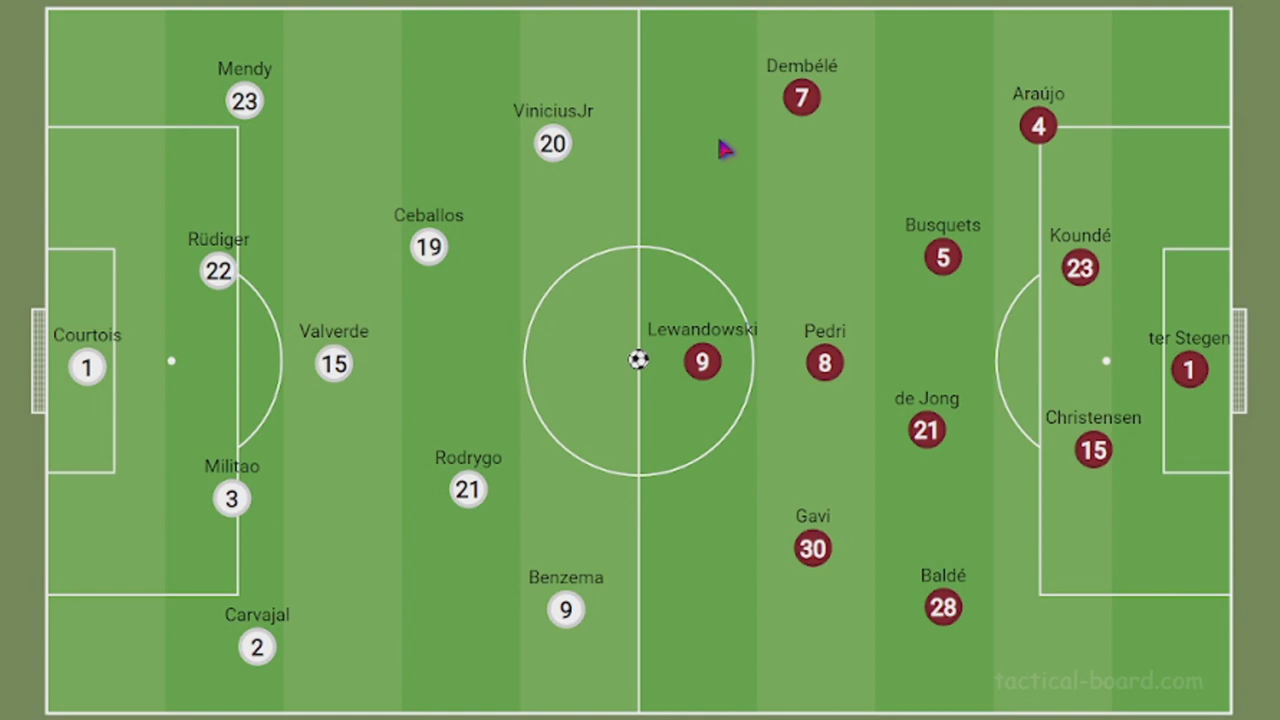 Mendy
23
ViniciusJr
20
Dembélé
7
Araújo
4
Rüdiger
22
Ceballos
19
Busquets
5
Koundé
23
Courtois
1
Valverde
15
Lewandowski
9
Pedri
8
ter Stegen
1
de Jong
21
Christensen
15
Militao
3
Rodrygo
21
Gavi
30
Benzema
9
Baldé
28
Carvajal
2
tactical-board.com